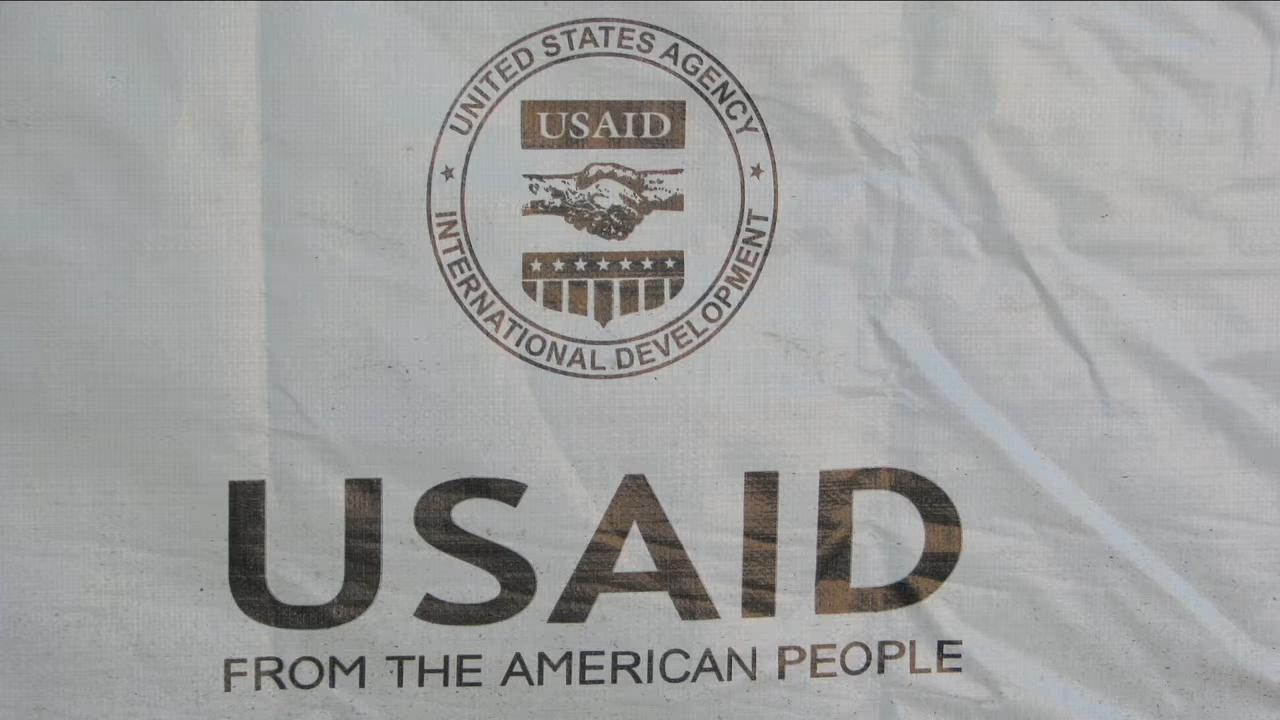 UNITED STATES AGENCY
USAID
INTERNATIONAL DEVELOPMENT
USAID
FROM THE AMERICAN PEOPLE